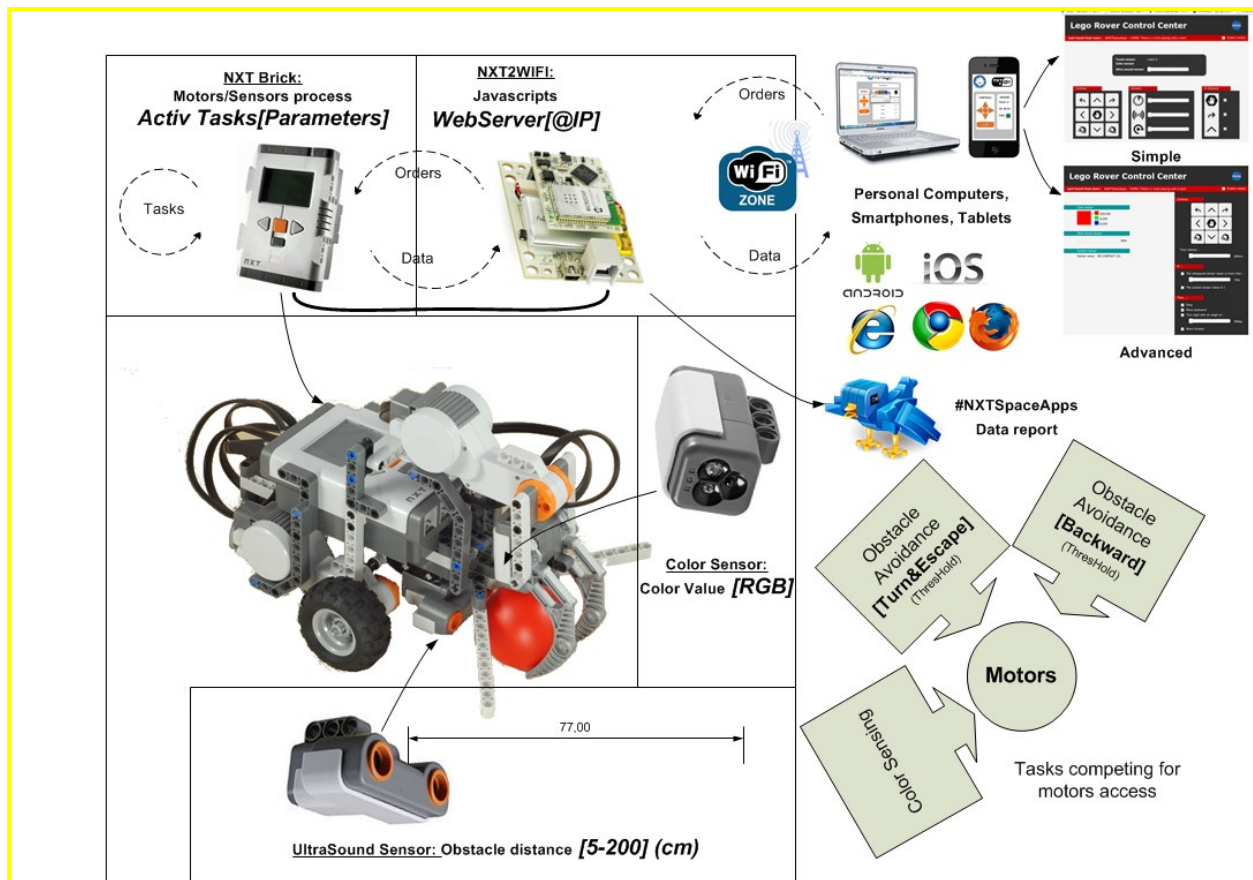 NXT Brick:
Motors/Sensors process
Activ Tasks[Parameters]
Tasks
NXT
Orders
Data
NXT2WIFI:
Javascripts
WebServer[@IP]
Orders
Wi Fi
ZONE
Data
Personal Computers,
Smartphones, Tablets
ANDROID
iOS
Lego Rover Control Center
Simple
Lego Rover Control Center
Advanced
#NXTSpaceApps
Data report
NXT
Color Sensor:
Color Value [RGB]
77,00
UltraSound Sensor: Obstacle distance [5-200] (cm)
Obstacle
Avoidance
[Turn&Escape]
(ThresHold)
Obstacle
Avoidance
[Backward]
(ThresHold)
Motors
Color Sensing
Tasks competing for
motors access